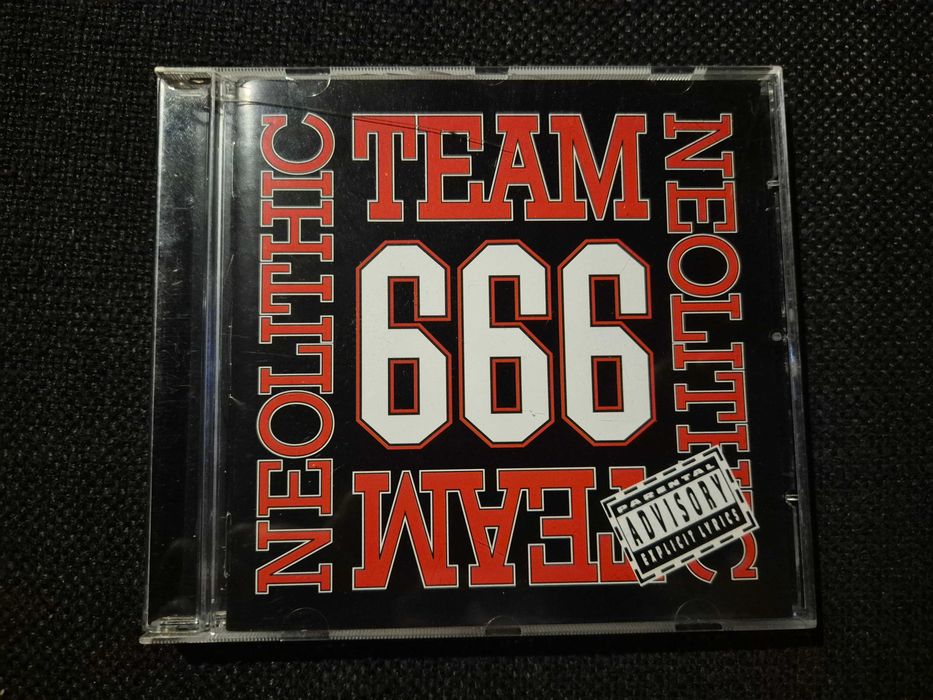 NEOLITHIC
TEAM
NEOLITHIC
666
TEAM
PARENTAL
ADVISORY
EXPLICIT LYRICS